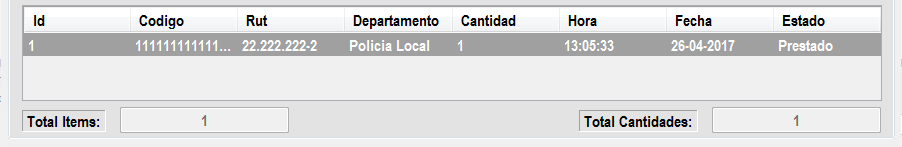 Id Codigo Rut Departamento Cantidad Hora Fecha Estado
1 111111111111... 22.222.222-2 Policia Local 1 13:05:33 26-04-2017 Prestado
Total Items: 1 Total Cantidades: 1